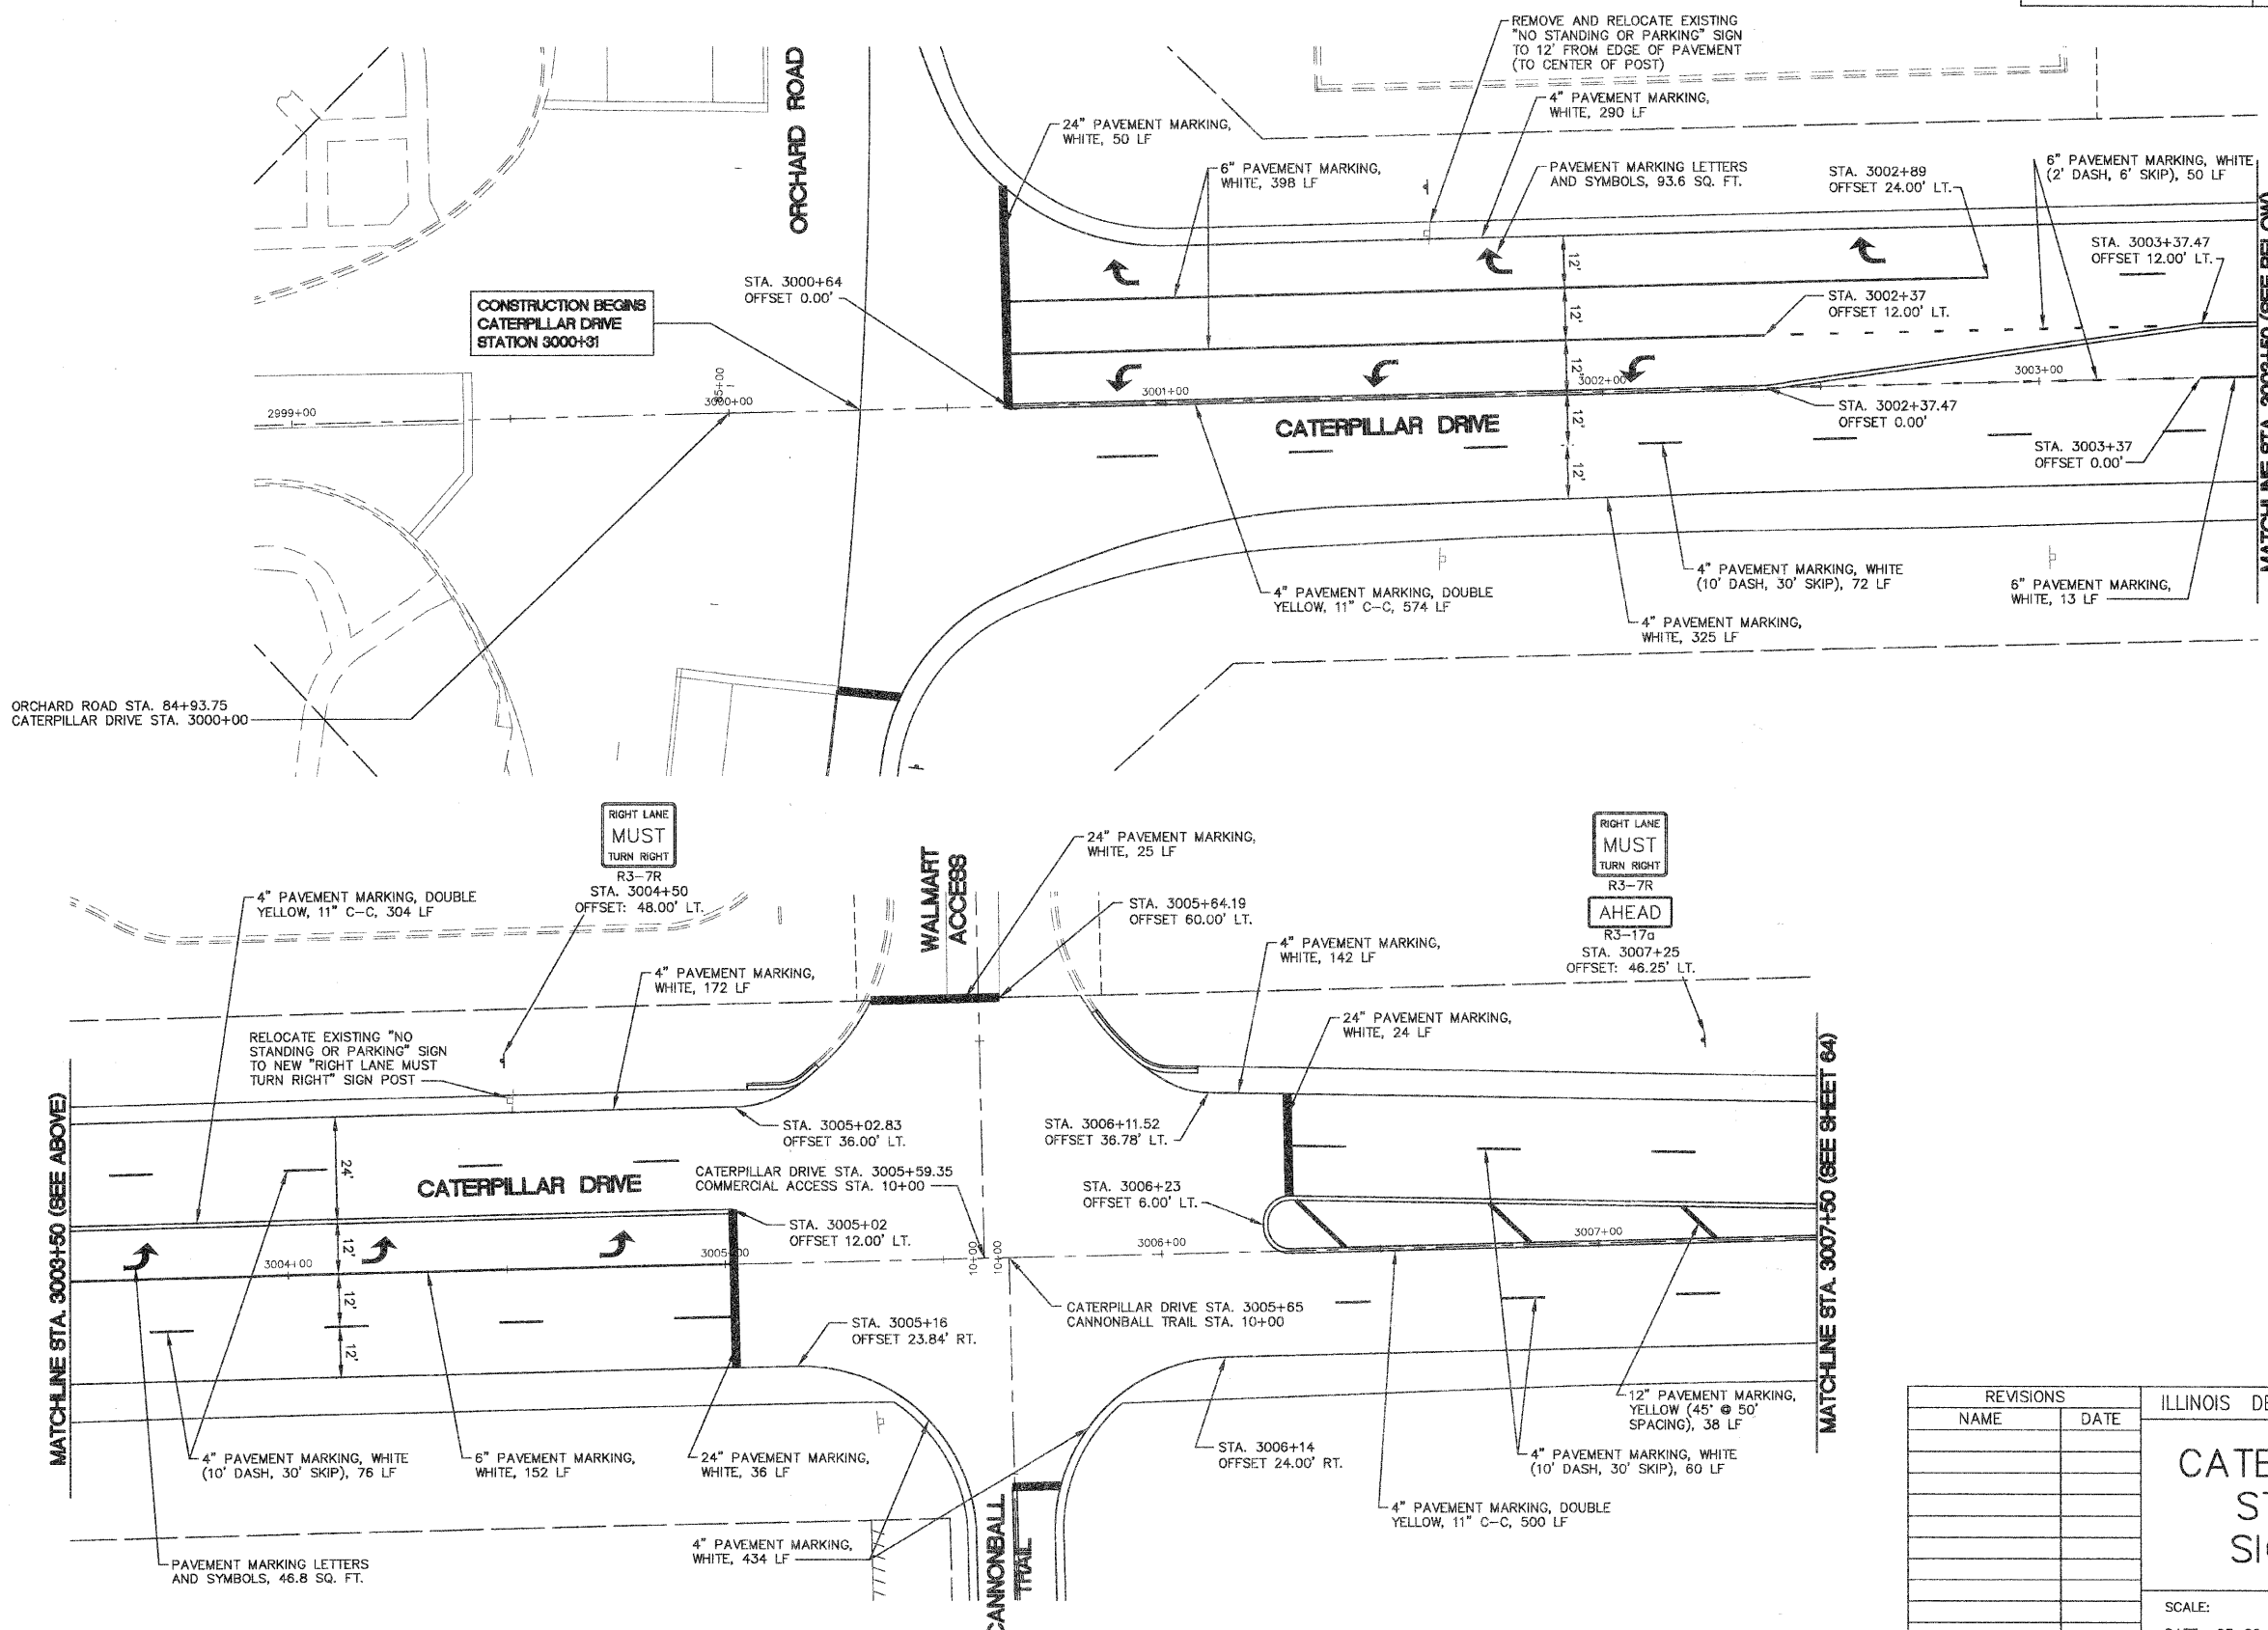 REMOVE AND RELOCATE EXISTING
"NO STANDING OR PARKING" SIGN
TO 12' FROM EDGE OF PAVEMENT
(TO CENTER OF POST)
4" PAVEMENT MARKING,
WHITE, 290 LF
24" PAVEMENT MARKING,
WHITE, 50 LF
6" PAVEMENT MARKING,
WHITE, 398 LF
PAVEMENT MARKING LETTERS
AND SYMBOLS, 93.6 SQ. FT.
STA. 3002+89
OFFSET 24.00' LT.
6" PAVEMENT MARKING, WHITE
(2' DASH, 6' SKIP), 50 LF
STA. 3003+37.47
OFFSET 12.00' LT.
ORCHARD ROAD
STA. 3000+64
OFFSET 0.00'
CONSTRUCTION BEGINS
CATERPILLAR DRIVE
STATION 3000+31
STA. 3002+37
OFFSET 12.00' LT.
12'
12'
12'
12'
12'
2999+00
3000+00
85+00
3001+00
3002+00
3003+00
CATERPILLAR DRIVE
STA. 3002+37.47
OFFSET 0.00'
STA. 3003+37
OFFSET 0.00'
4" PAVEMENT MARKING, WHITE
(10' DASH, 30' SKIP), 72 LF
6" PAVEMENT MARKING,
WHITE, 13 LF
4" PAVEMENT MARKING, DOUBLE
YELLOW, 11" C-C, 574 LF
4" PAVEMENT MARKING,
WHITE, 325 LF
MATCHLINE STA. 3003+50 (SEE BELOW)
ORCHARD ROAD STA. 84+93.75
CATERPILLAR DRIVE STA. 3000+00
RIGHT LANE
MUST
TURN RIGHT
R3-7R
STA. 3004+50
OFFSET: 48.00' LT.
4" PAVEMENT MARKING, DOUBLE
YELLOW, 11" C-C, 304 LF
4" PAVEMENT MARKING,
WHITE, 172 LF
RELOCATE EXISTING "NO
STANDING OR PARKING" SIGN
TO NEW "RIGHT LANE MUST
TURN RIGHT" SIGN POST
WALMART
ACCESS
24" PAVEMENT MARKING,
WHITE, 25 LF
STA. 3005+64.19
OFFSET 60.00' LT.
4" PAVEMENT MARKING,
WHITE, 142 LF
24" PAVEMENT MARKING,
WHITE, 24 LF
RIGHT LANE
MUST
TURN RIGHT
R3-7R
AHEAD
R3-17a
STA. 3007+25
OFFSET: 46.25' LT.
MATCHLINE STA. 3003+50 (SEE ABOVE)
STA. 3005+02.83
OFFSET 36.00' LT.
STA. 3006+11.52
OFFSET 36.78' LT.
24'
CATERPILLAR DRIVE
CATERPILLAR DRIVE STA. 3005+59.35
COMMERCIAL ACCESS STA. 10+00
STA. 3006+23
OFFSET 6.00' LT.
STA. 3005+02
OFFSET 12.00' LT.
12'
12'
12'
3004+00
3005+00
10+00
10+00
3006+00
3007+00
CATERPILLAR DRIVE STA. 3005+65
CANNONBALL TRAIL STA. 10+00
STA. 3005+16
OFFSET 23.84' RT.
MATCHLINE STA. 3007+50 (SEE SHEET 64)
4" PAVEMENT MARKING, WHITE
(10' DASH, 30' SKIP), 76 LF
6" PAVEMENT MARKING,
WHITE, 152 LF
24" PAVEMENT MARKING,
WHITE, 36 LF
STA. 3006+14
OFFSET 24.00' RT.
12" PAVEMENT MARKING,
YELLOW (45° @ 50'
SPACING), 38 LF
4" PAVEMENT MARKING, WHITE
(10' DASH, 30' SKIP), 60 LF
4" PAVEMENT MARKING, DOUBLE
YELLOW, 11" C-C, 500 LF
4" PAVEMENT MARKING,
WHITE, 434 LF
PAVEMENT MARKING LETTERS
AND SYMBOLS, 46.8 SQ. FT.
CANNONBALL
TRAIL
REVISIONS
NAME
DATE
ILLINOIS DE
CATE
ST
SIG
SCALE: